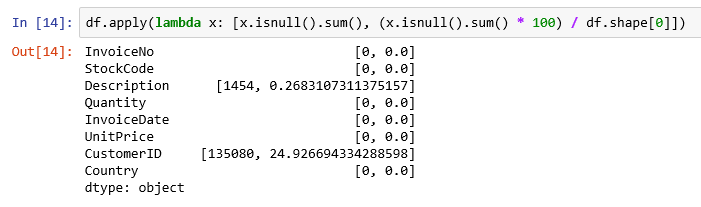 In [14]: df.apply(lambda x: [x.isnull().sum(), (x.isnull().sum() * 100) / df.shape[0]])
Out[14]: InvoiceNo                          [0, 0.0]
StockCode                          [0, 0.0]
Description      [1454, 0.2683107311375157]
Quantity                           [0, 0.0]
InvoiceDate                        [0, 0.0]
UnitPrice                          [0, 0.0]
CustomerID     [135080, 24.926694334288598]
Country                            [0, 0.0]
dtype: object